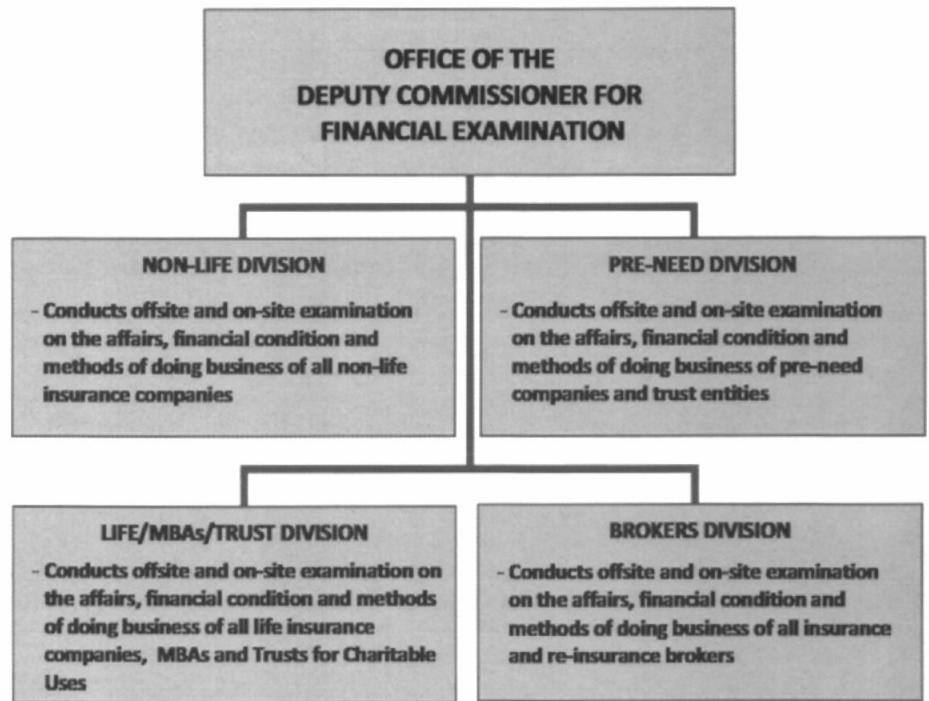 OFFICE OF THE
DEPUTY COMMISSIONER FOR
FINANCIAL EXAMINATION
NON-LIFE DIVISION
- Conducts offsite and on-site examination
on the affairs, financial condition and
methods of doing business of all non-life
insurance companies
PRE-NEED DIVISION
- Conducts offsite and on-site examination
on the affairs, financial condition and
methods of doing business of pre-need
companies and trust entities
LIFE/MBAs/TRUST DIVISION
- Conducts offsite and on-site examination on
the affairs, financial condition and methods
of doing business of all life insurance
companies, MBAs and Trusts for Charitable
Uses
BROKERS DIVISION
- Conducts offsite and on-site examination
on the affairs, financial condition and
methods of doing business of all insurance
and re-insurance brokers